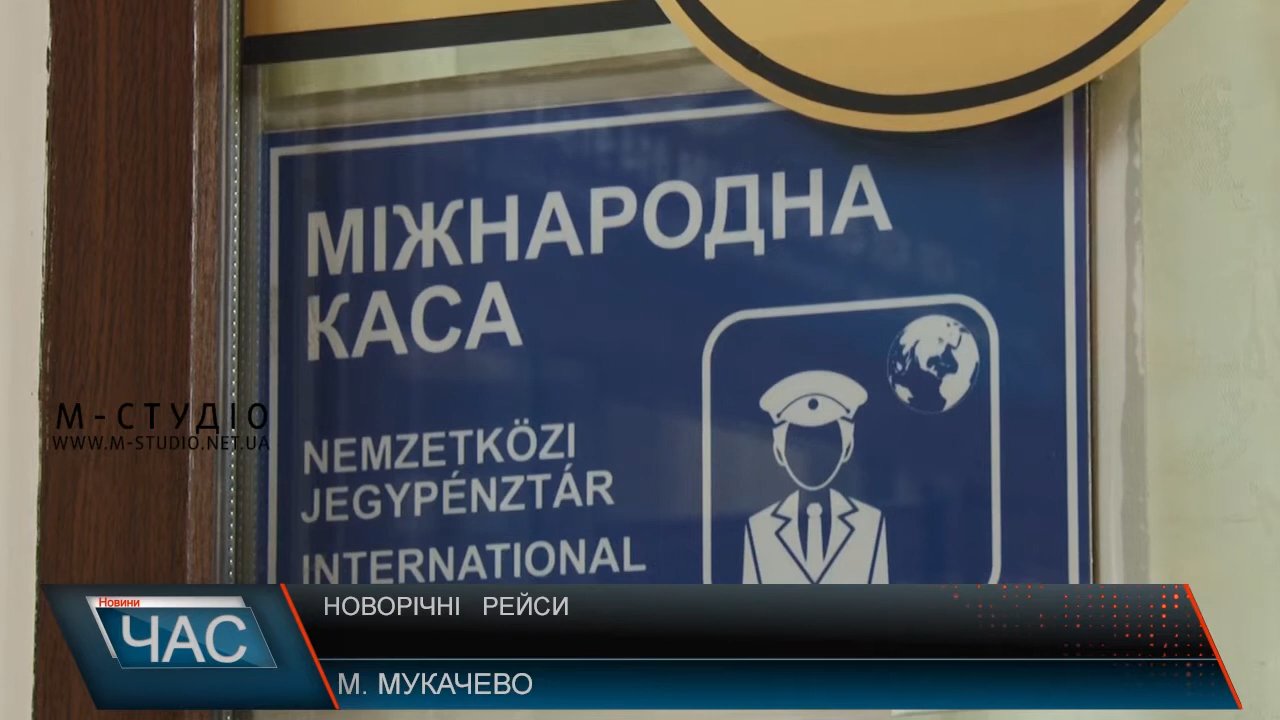 МІЖНАРОДНА
КАСА
NEMZETKÖZI
JEGYPÉNZTÁR
INTERNATIONAL
М-СТУДІО
WWW.M-STUDIO.NET.UA
Новини
ЧАС
НОВОРІЧНІ РЕЙСИ
М. МУКАЧЕВО